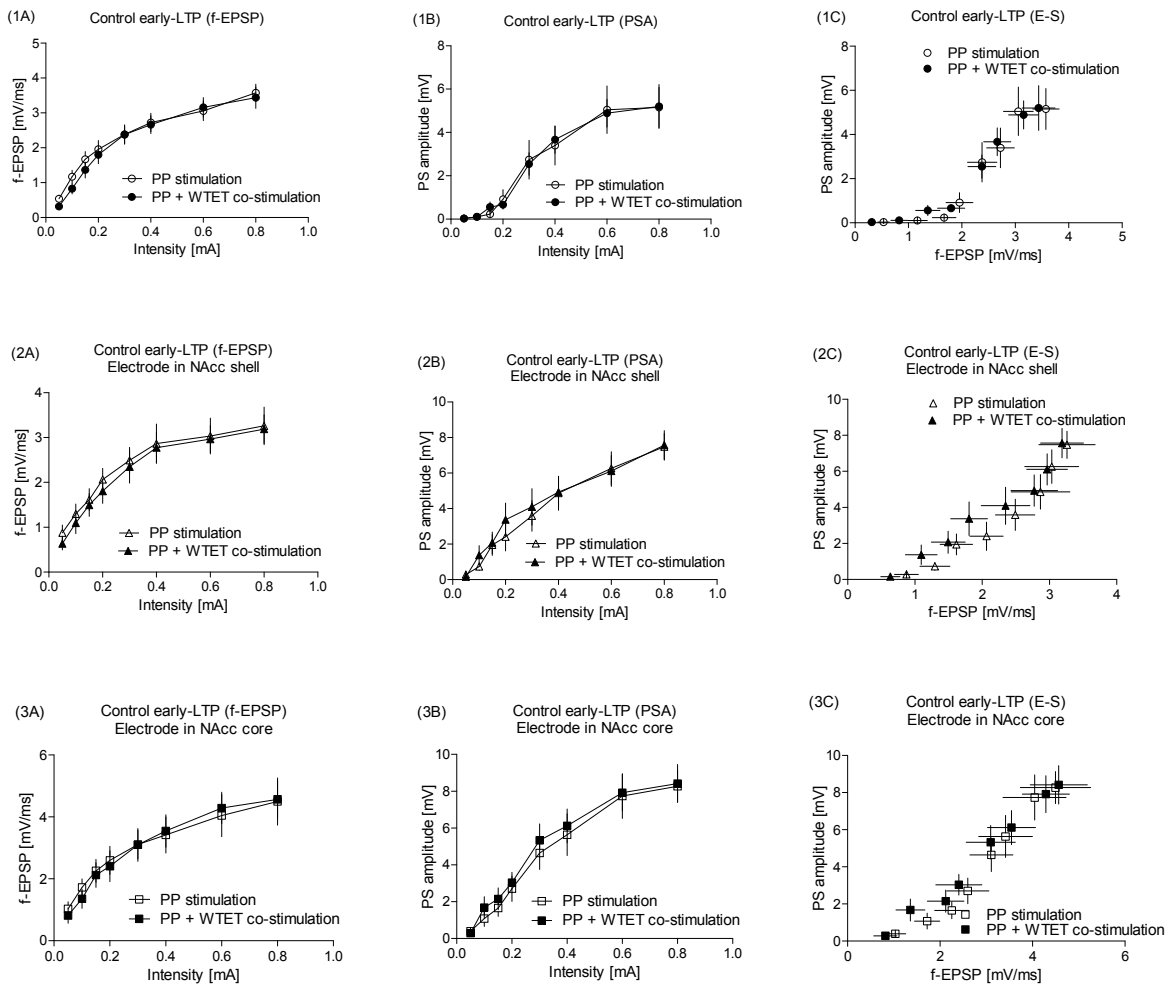 (1A)
Control early-LTP (f-EPSP)
f-EPSP [mV/ms]
5
4
3
2
1
0
PP stimulation
PP + WTET co-stimulation
0.0 0.2 0.4 0.6 0.8 1.0
Intensity [mA]
(1B)
Control early-LTP (PSA)
PS amplitude [mV]
8
6
4
2
0
PP stimulation
PP + WTET co-stimulation
0.0 0.2 0.4 0.6 0.8 1.0
Intensity [mA]
(1C)
Control early-LTP (E-S)
PS amplitude [mV]
8
6
4
2
0
PP stimulation
PP + WTET co-stimulation
0 1 2 3 4 5
f-EPSP [mV/ms]
(2A)
Control early-LTP (f-EPSP)
Electrode in NAcc shell
f-EPSP [mV/ms]
4
3
2
1
0
PP stimulation
PP + WTET co-stimulation
0.0 0.2 0.4 0.6 0.8 1.0
Intensity [mA]
(2B)
Control early-LTP (PSA)
Electrode in NAcc shell
PS amplitude [mV]
10
8
6
4
2
0
PP stimulation
PP + WTET co-stimulation
0.0 0.2 0.4 0.6 0.8 1.0
Intensity [mA]
(2C)
Control early-LTP (E-S)
Electrode in NAcc shell
PS amplitude [mV]
10
8
6
4
2
0
PP stimulation
PP + WTET co-stimulation
0 1 2 3 4
f-EPSP [mV/ms]
(3A)
Control early-LTP (f-EPSP)
Electrode in NAcc core
f-EPSP [mV/ms]
6
4
2
0
PP stimulation
PP + WTET co-stimulation
0.0 0.2 0.4 0.6 0.8 1.0
Intensity [mA]
(3B)
Control early-LTP (PSA)
Electrode in NAcc core
PS amplitude [mV]
10
8
6
4
2
0
PP stimulation
PP + WTET co-stimulation
0.0 0.2 0.4 0.6 0.8 1.0
Intensity [mA]
(3C)
Control early-LTP (E-S)
Electrode in NAcc core
PS amplitude [mV]
10
8
6
4
2
0
PP stimulation
PP + WTET co-stimulation
0 2 4 6
f-EPSP [mV/ms]